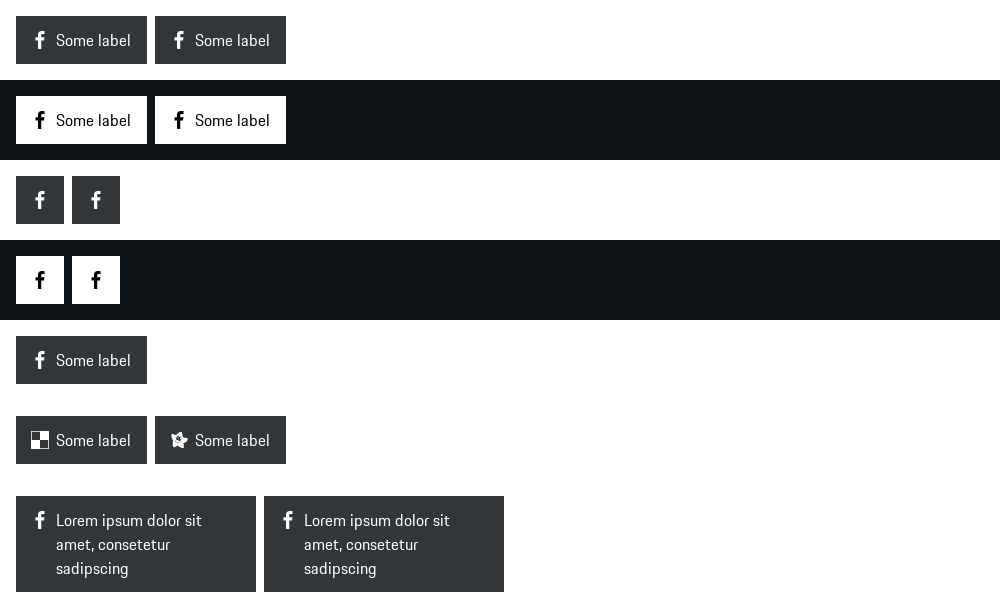 Some label Some label
Some label Some label
Some label
Some label Some label
Lorem ipsum dolor sit
amet, consetetur
sadipscing
Lorem ipsum dolor sit
amet, consetetur
sadipscing